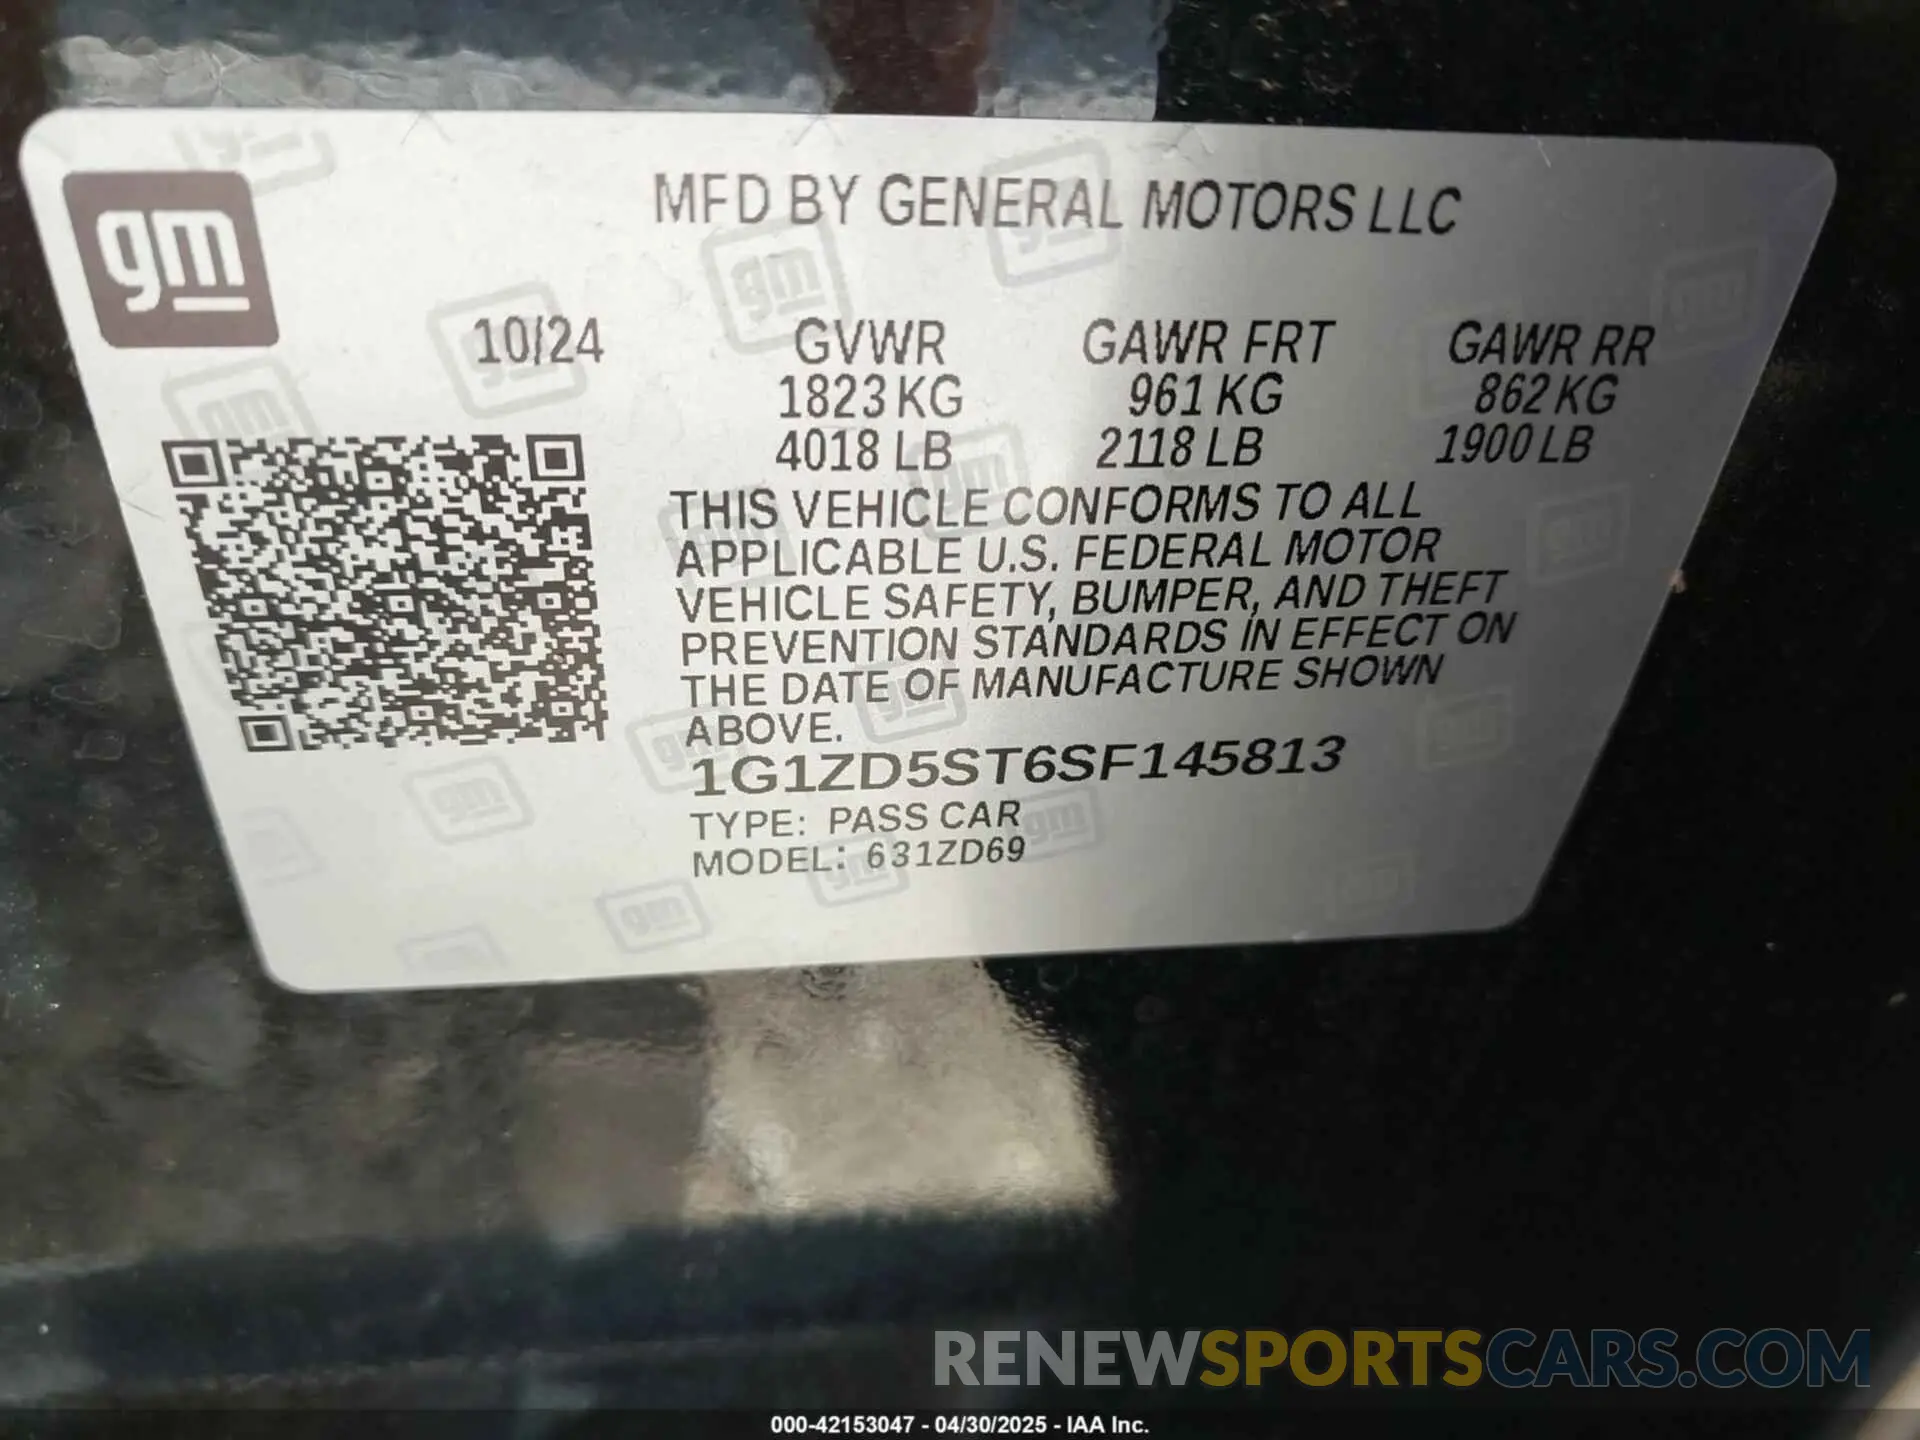 gm
MFD BY GENERAL MOTORS LLC
10/24 GVWR GAWR FRT GAWR RR
1823 KG 961 KG 862 KG
4018 LB 2118 LB 1900 LB
THIS VEHICLE CONFORMS TO ALL
APPLICABLE U.S. FEDERAL MOTOR
VEHICLE SAFETY, BUMPER, AND THEFT
PREVENTION STANDARDS IN EFFECT ON
THE DATE OF MANUFACTURE SHOWN
ABOVE.
1G1ZD5ST6SF145813
TYPE: PASS CAR
MODEL: 631ZD69
RENEWSPORTSCARS.COM
000-42153047 - 04/30/2025 - IAA Inc.